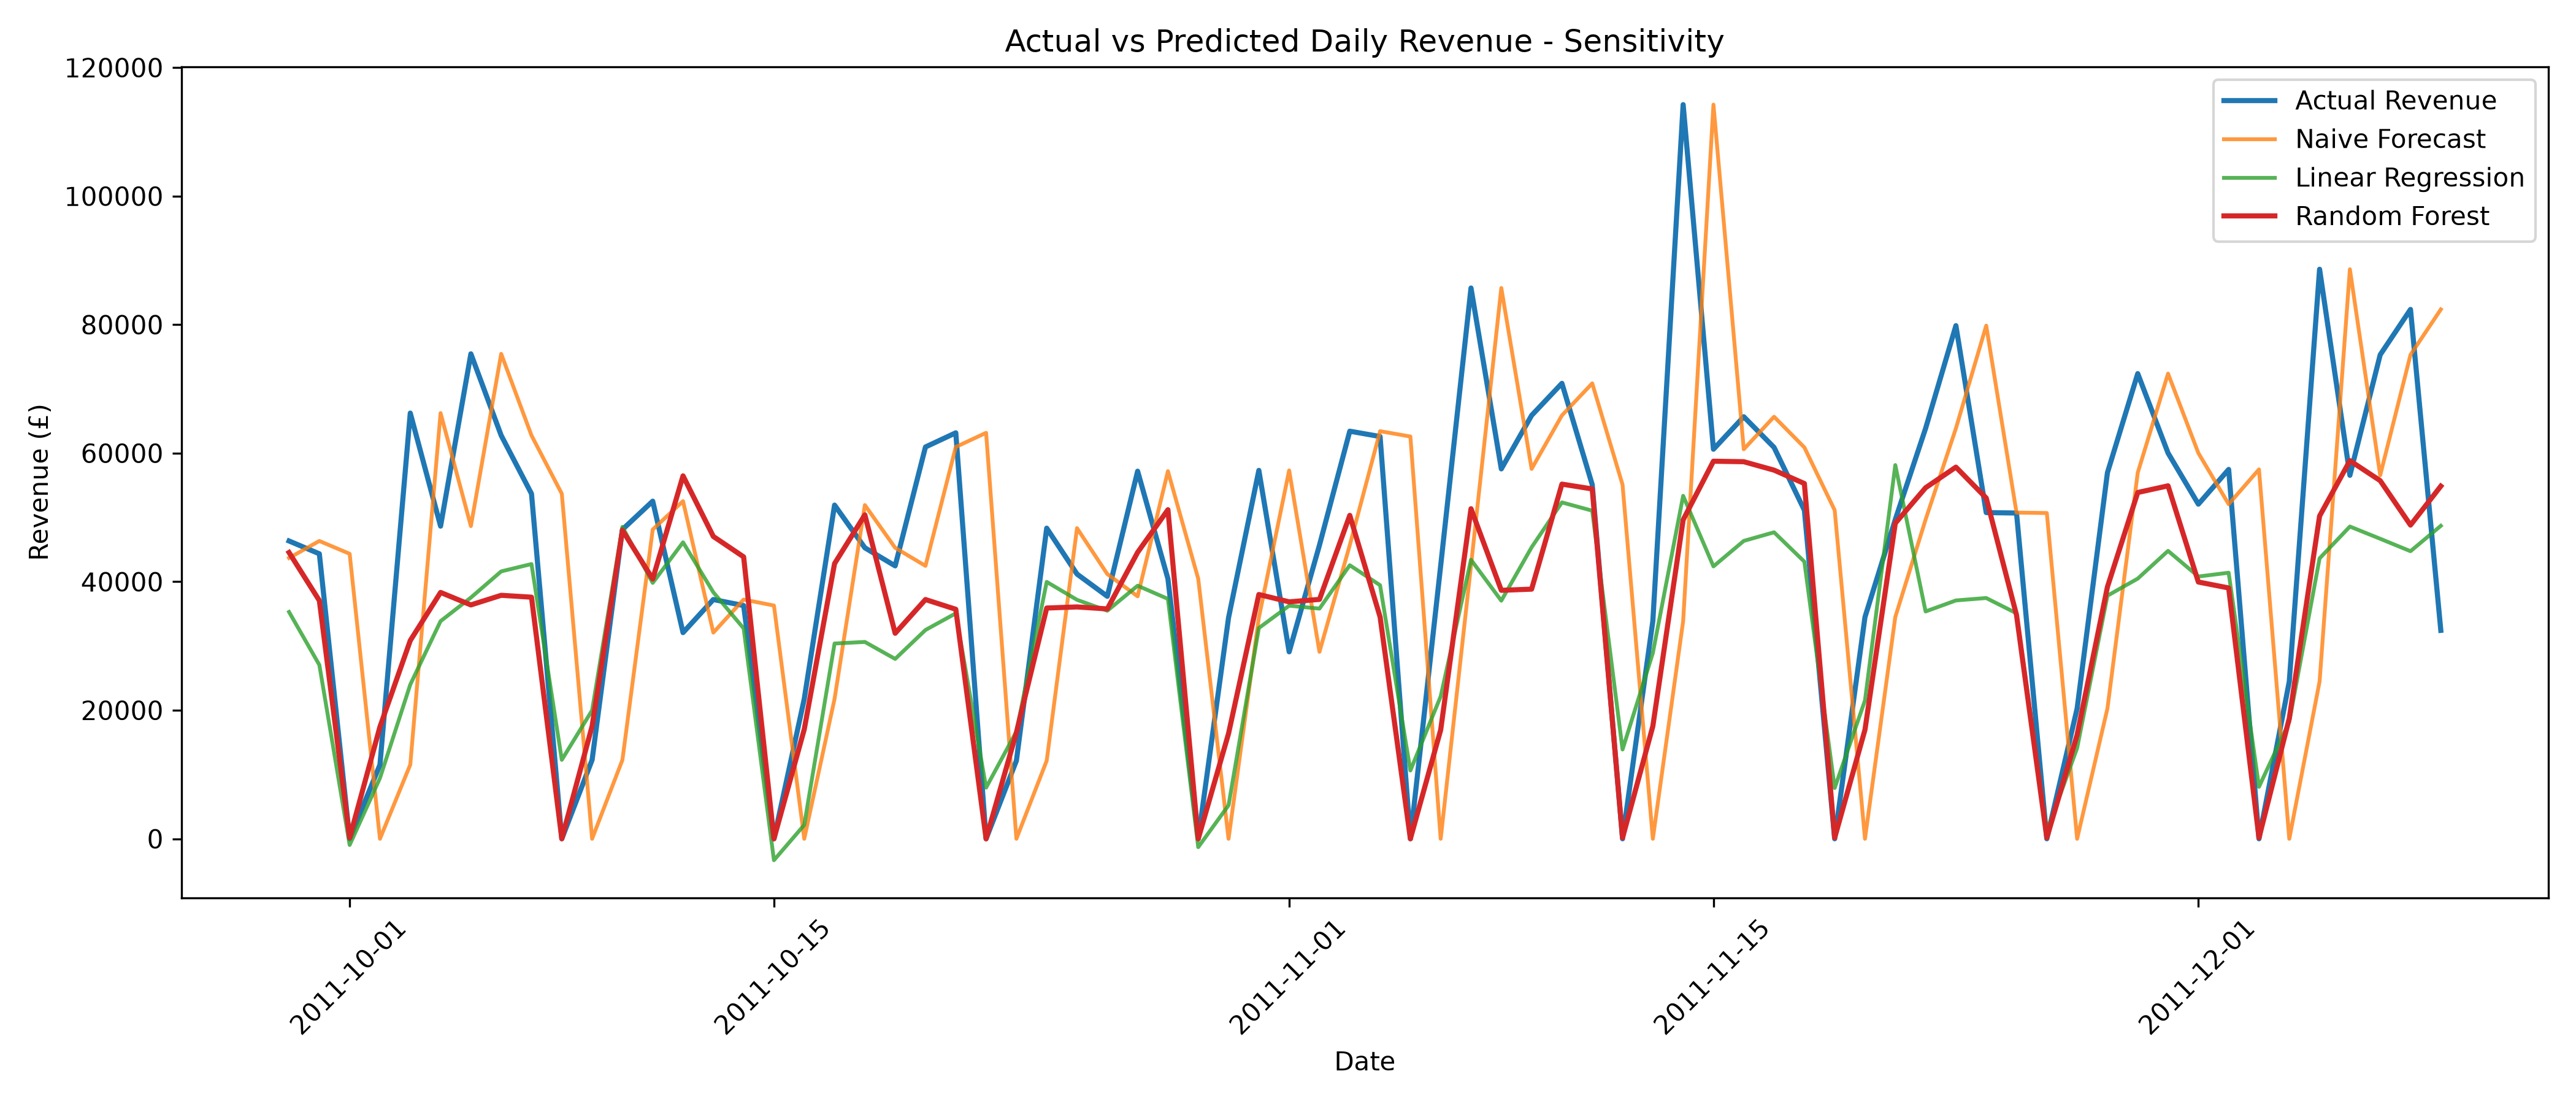 Actual vs Predicted Daily Revenue - Sensitivity
120000
100000
80000
60000
40000
20000
0
Revenue (£)
Actual Revenue
Naive Forecast
Linear Regression
Random Forest
2011-10-01
2011-10-15
2011-11-01
2011-11-15
2011-12-01
Date